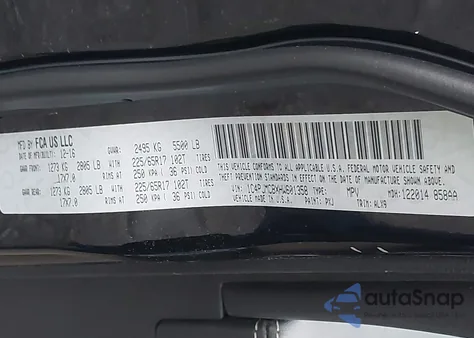 MFD BY FCA US LLC
DATE OF MFR(BUILT): 12-16 GVWR: 2495 KG 5500 LB
GAWR FRONT: WITH TIRES
1273 KG 2805 LB 225/65R17 102T
17X7.0 RIMS AT 250 KPA ( 36 PSI) COLD
GAWR REAR: WITH TIRES
1273 KG 2805 LB 225/65R17 102T
17X7.0 RIMS AT 250 KPA ( 36 PSI) COLD
THIS VEHICLE CONFORMS TO ALL APPLICABLE U.S.A. FEDERAL MOTOR VEHICLE SAFETY,
BUMPER, AND THEFT PREVENTION STANDARDS IN EFFECT ON THE DATE OF MANUFACTURE SHOWN ABOVE.
VIN: TYPE: MPV MDH: 122014 858AA
MADE IN U.S.A. PAINT: PXJ TRIM: ALX9
autoSnap